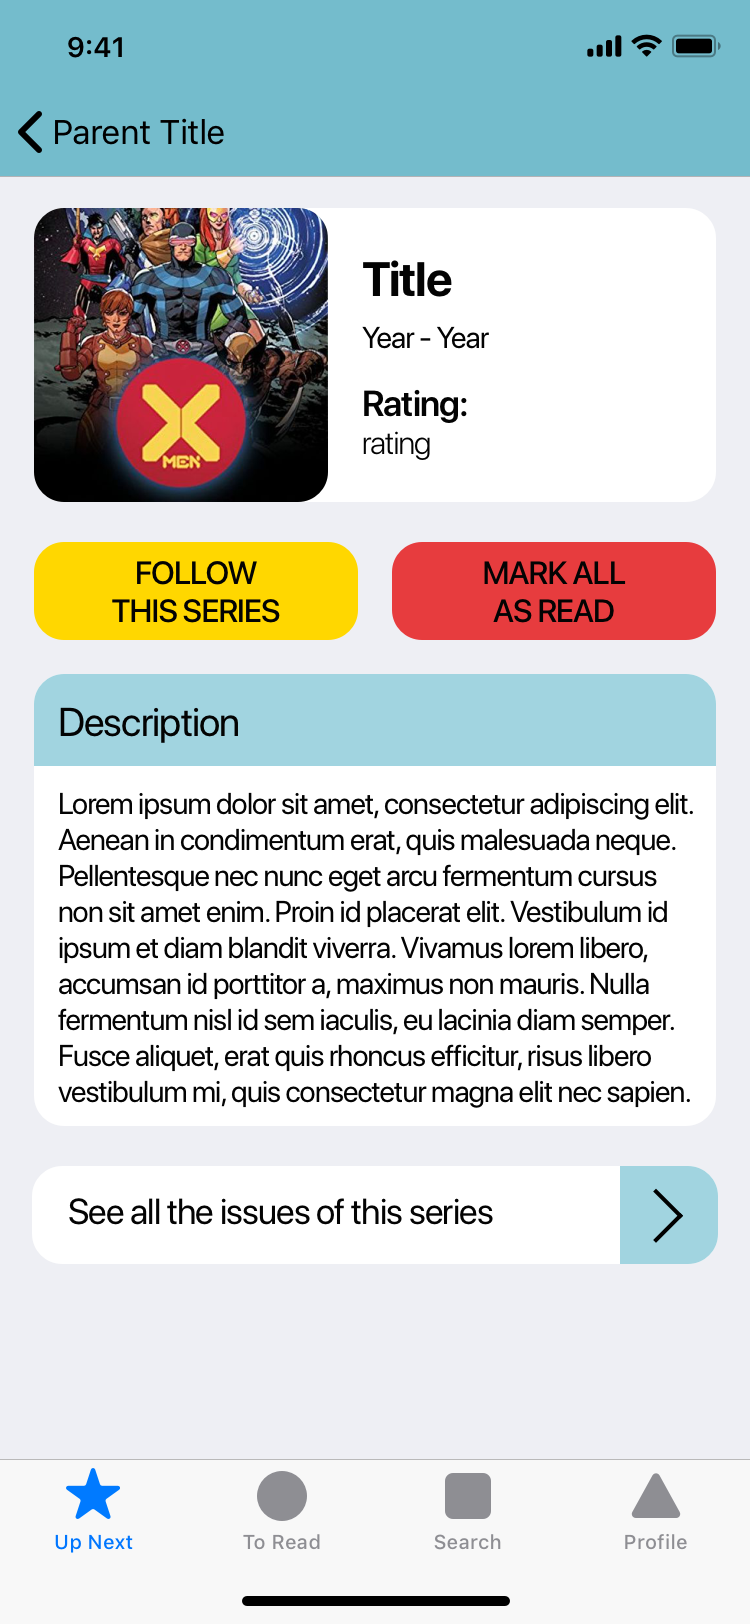 9:41
Parent Title
X
MEN
Title
Year - Year
Rating:
rating
FOLLOW
THIS SERIES
MARK ALL
AS READ
Description
Lorem ipsum dolor sit amet, consectetur adipiscing elit.
Aenean in condimentum erat, quis malesuada neque.
Pellentesque nec nunc eget arcu fermentum cursus
non sit amet enim. Proin id placerat elit. Vestibulum id
ipsum et diam blandit viverra. Vivamus lorem libero,
accumsan id porttitor a, maximus non mauris. Nulla
fermentum nisl id sem iaculis, eu lacinia diam semper.
Fusce aliquet, erat quis rhoncus efficitur, risus libero
vestibulum mi, quis consectetur magna elit nec sapien.
See all the issues of this series
Up Next
To Read
Search
Profile